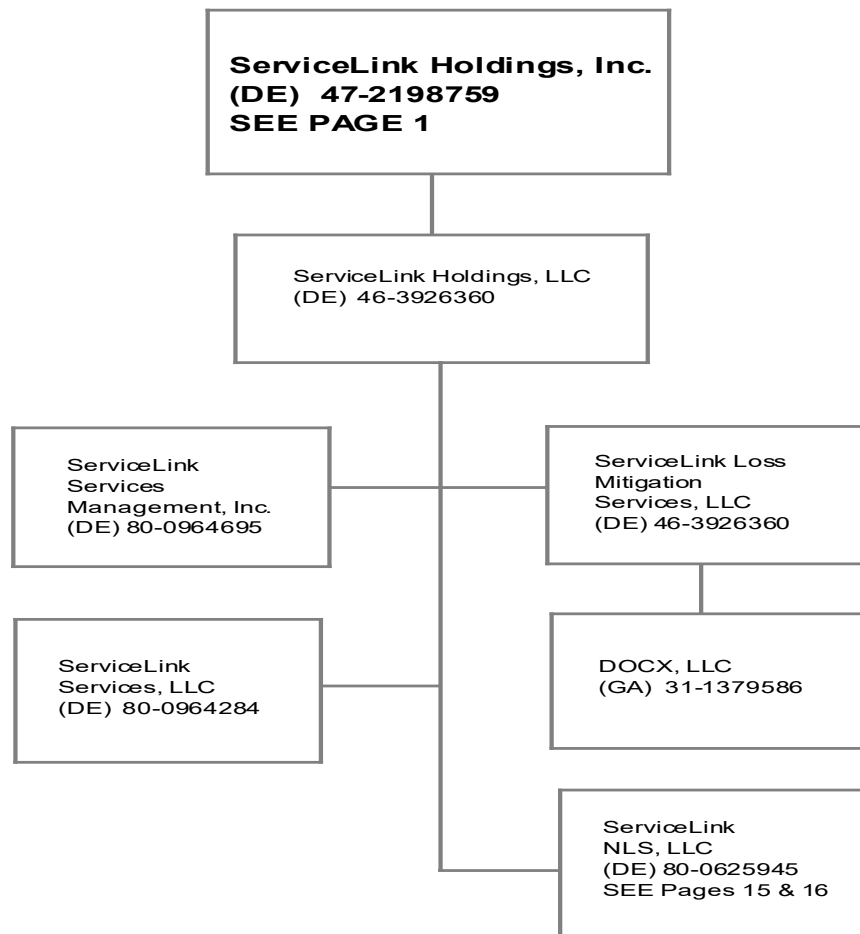 ServiceLink Holdings, Inc.
(DE) 47-2198759
SEE PAGE 1
ServiceLink Holdings, LLC
(DE) 46-3926360
ServiceLink
Services
Management, Inc.
(DE) 80-0964695
ServiceLink Loss
Mitigation
Services, LLC
(DE) 46-3926360
ServiceLink
Services, LLC
(DE) 80-0964284
DOCX, LLC
(GA) 31-1379586
ServiceLink
NLS, LLC
(DE) 80-0625945
SEE Pages 15 & 16